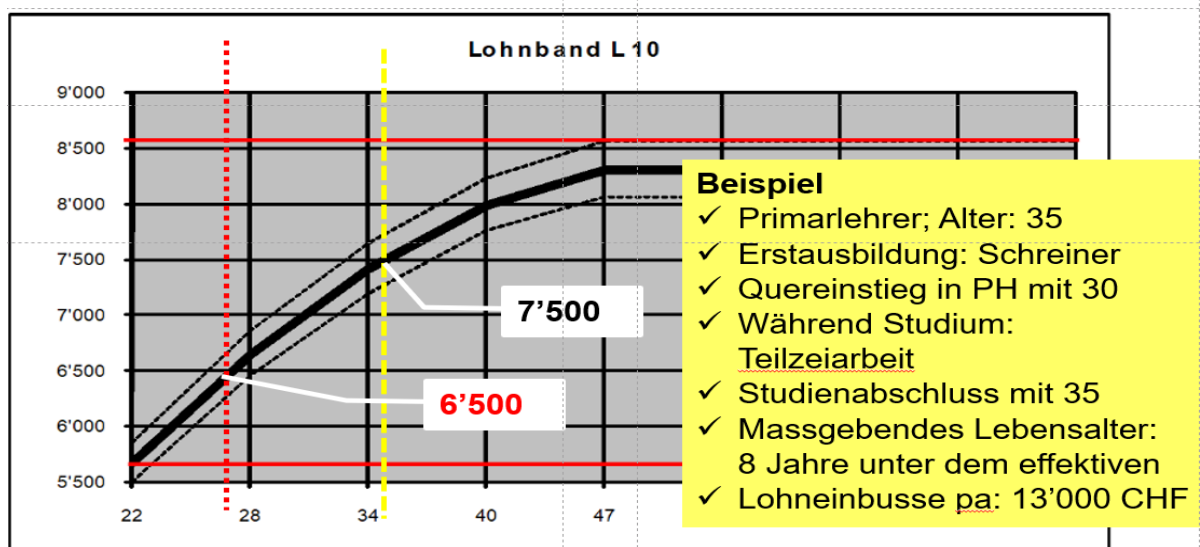 Lohnband L 10
9'000
8'500
8'000
7'500
7'000
6'500
6'000
5'500
22
28
34
40
47
7’500
6’500
Beispiel
✓ Primarlehrer; Alter: 35
✓ Erstausbildung: Schreiner
✓ Quereinstieg in PH mit 30
✓ Während Studium:
Teilzeiarbeit
✓ Studienabschluss mit 35
✓ Massgebendes Lebensalter:
8 Jahre unter dem effektiven
✓ Lohneinbusse pa: 13’000 CHF